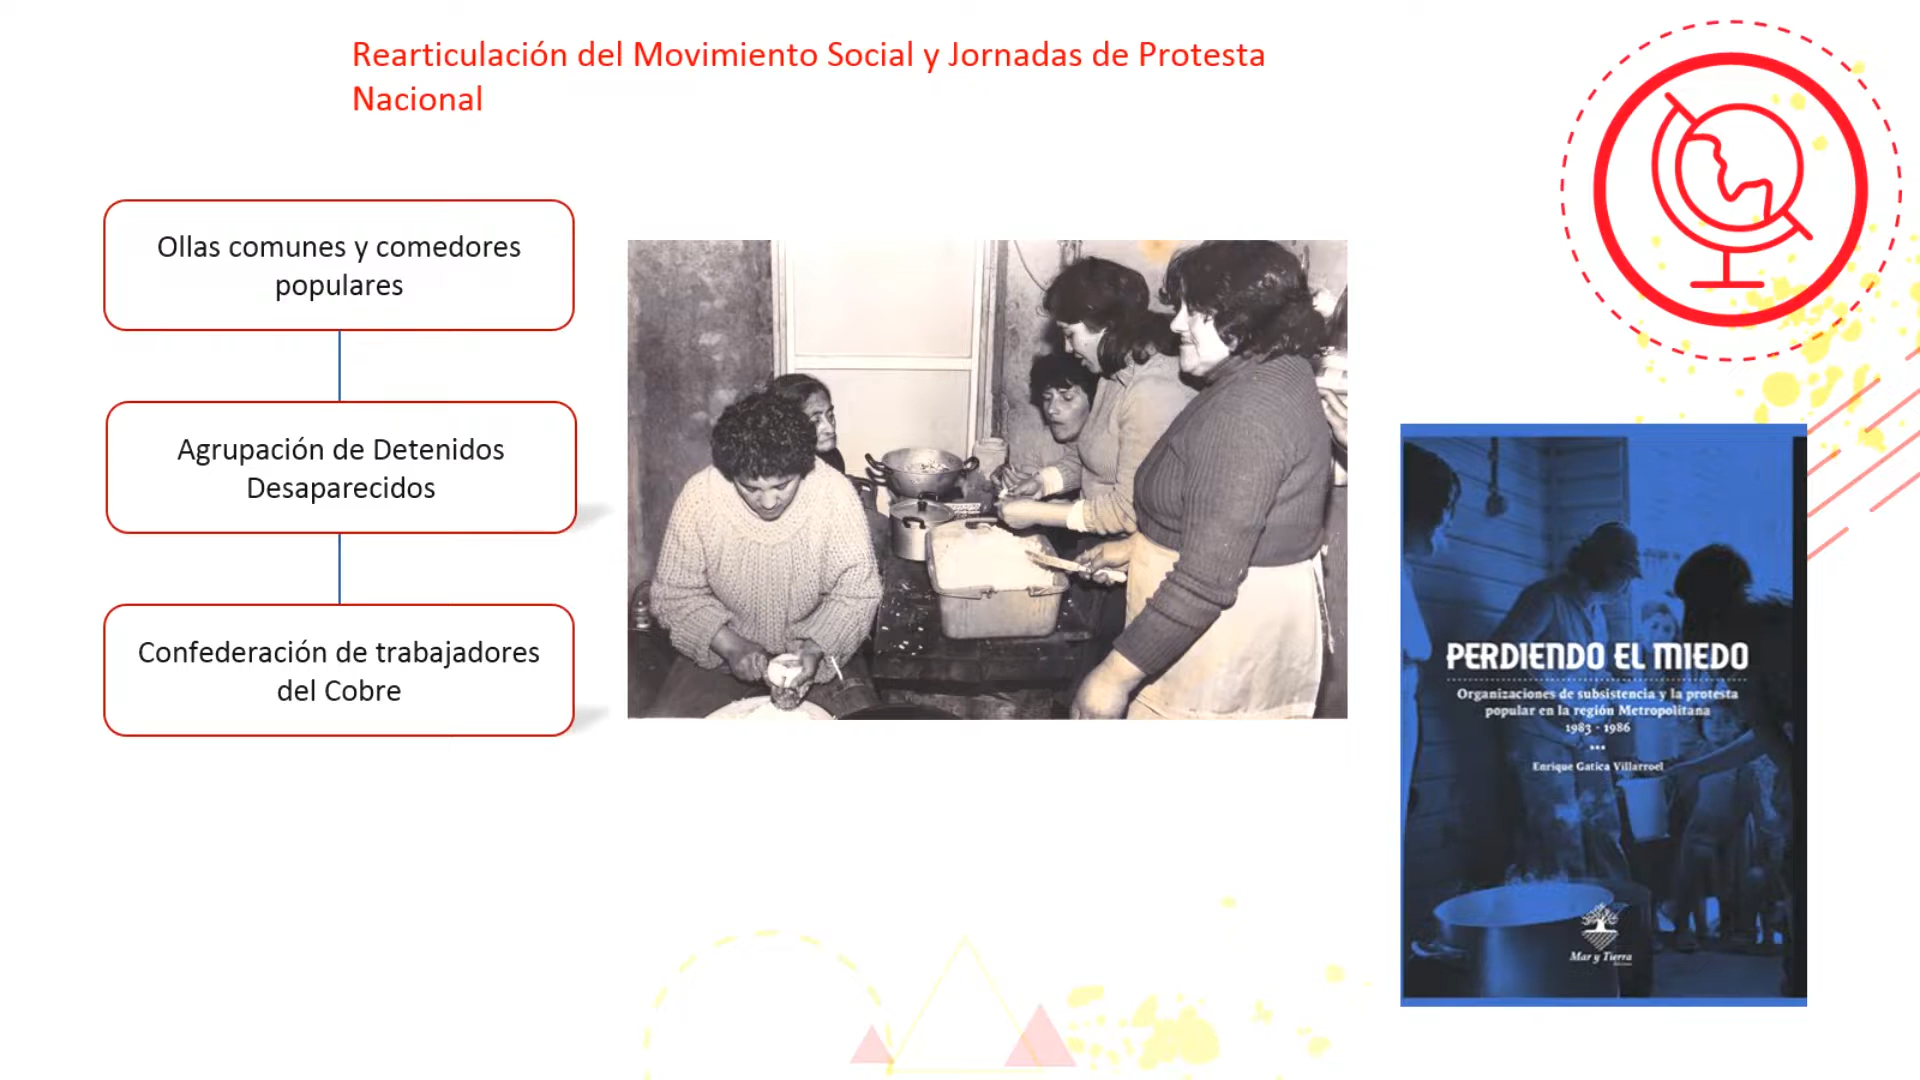 Rearticulación del Movimiento Social y Jornadas de Protesta
Nacional
Ollas comunes y comedores
populares
Agrupación de Detenidos
Desaparecidos
Confederación de trabajadores
del Cobre
PERDIENDO EL MIEDO
Organizaciones de subsistencia y la protesta
popular en la región Metropolitana
1983 - 1986
Enrique Gatica Villarroel
Mar y Tierra